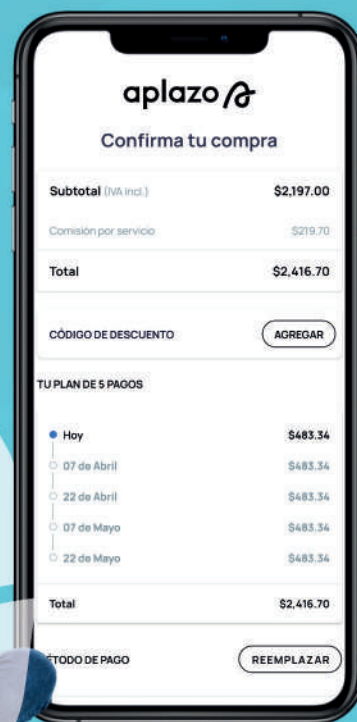 aplazo
Confirma tu compra
Subtotal (IVA incl.) $2,197.00
Comisión por servicio $219.70
Total $2,416.70
CÓDIGO DE DESCUENTO AGREGAR
TU PLAN DE 5 PAGOS
Hoy $483.34
07 de Abril $483.34
22 de Abril $483.34
07 de Mayo $483.34
22 de Mayo $483.34
Total $2,416.70
ÉTODO DE PAGO REEMPLAZAR